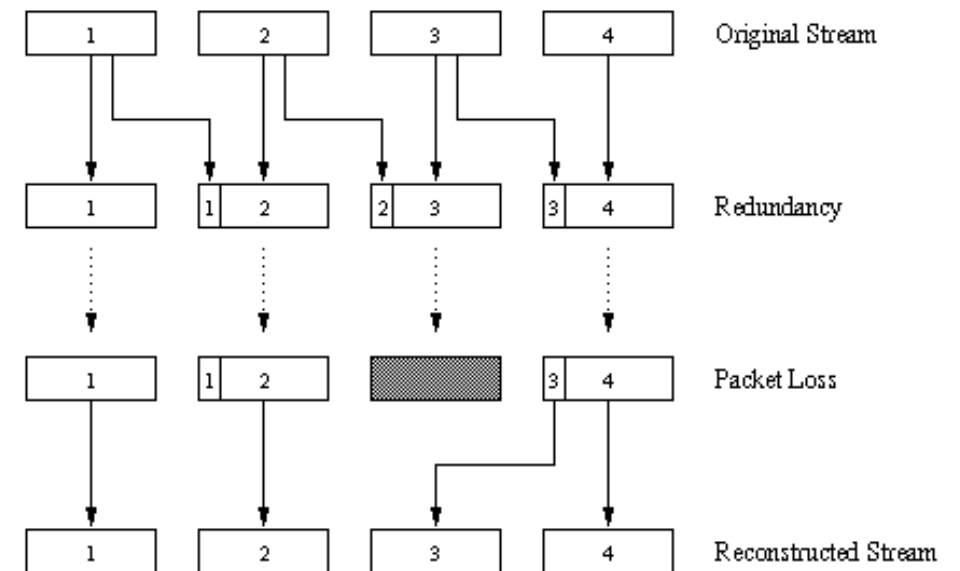 1 2 3 4 Original Stream
1 1 2 2 3 3 4 Redundancy
1 1 2 3 4 Packet Loss
1 2 3 4 Reconstructed Stream